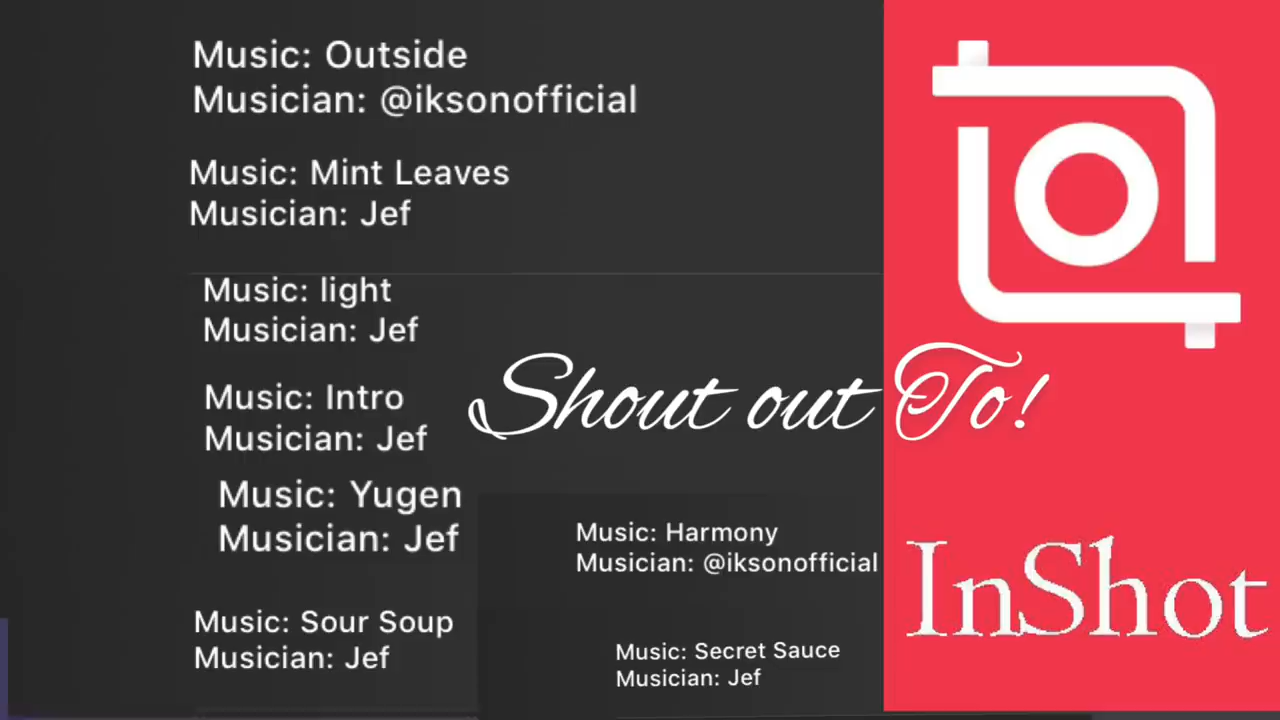 Music: Outside
Musician: @iksonofficial
Music: Mint Leaves
Musician: Jef
Music: light
Musician: Jef
Music: Intro
Musician: Jef
Shout out To!
Music: Yugen
Musician: Jef
Music: Harmony
Musician: @iksonofficial
Music: Sour Soup
Musician: Jef
Music: Secret Sauce
Musician: Jef
InShot